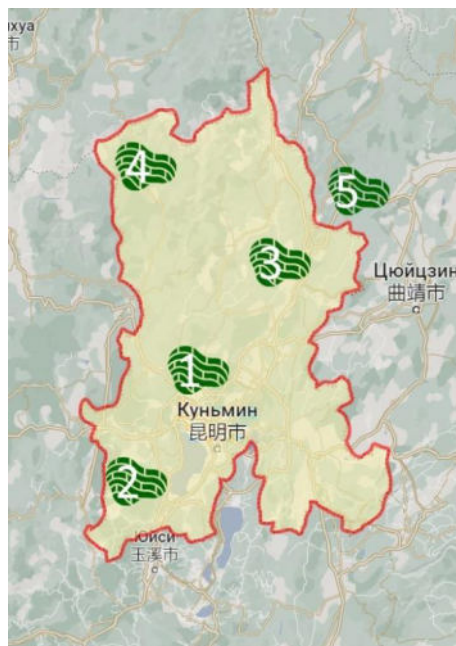 хуа
市
4
5
3
Цюйцзин
曲靖市
1
Куньмин
昆明市
2
Юйси
玉溪市